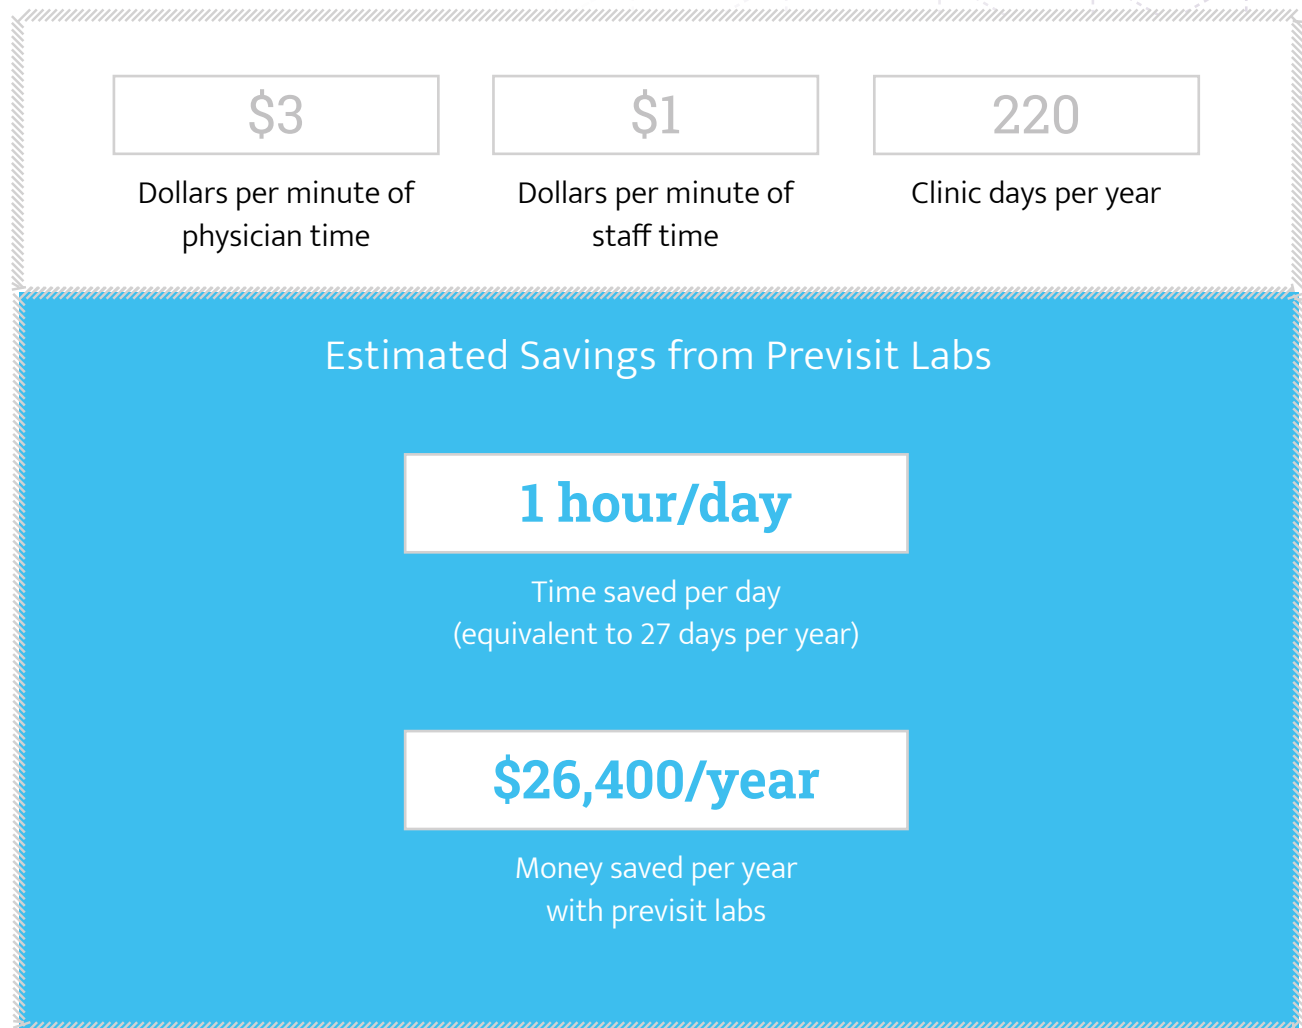 $3
Dollars per minute of
physician time
$1
Dollars per minute of
staff time
220
Clinic days per year
Estimated Savings from Previsit Labs
1 hour/day
Time saved per day
(equivalent to 27 days per year)
$26,400/year
Money saved per year
with previsit labs